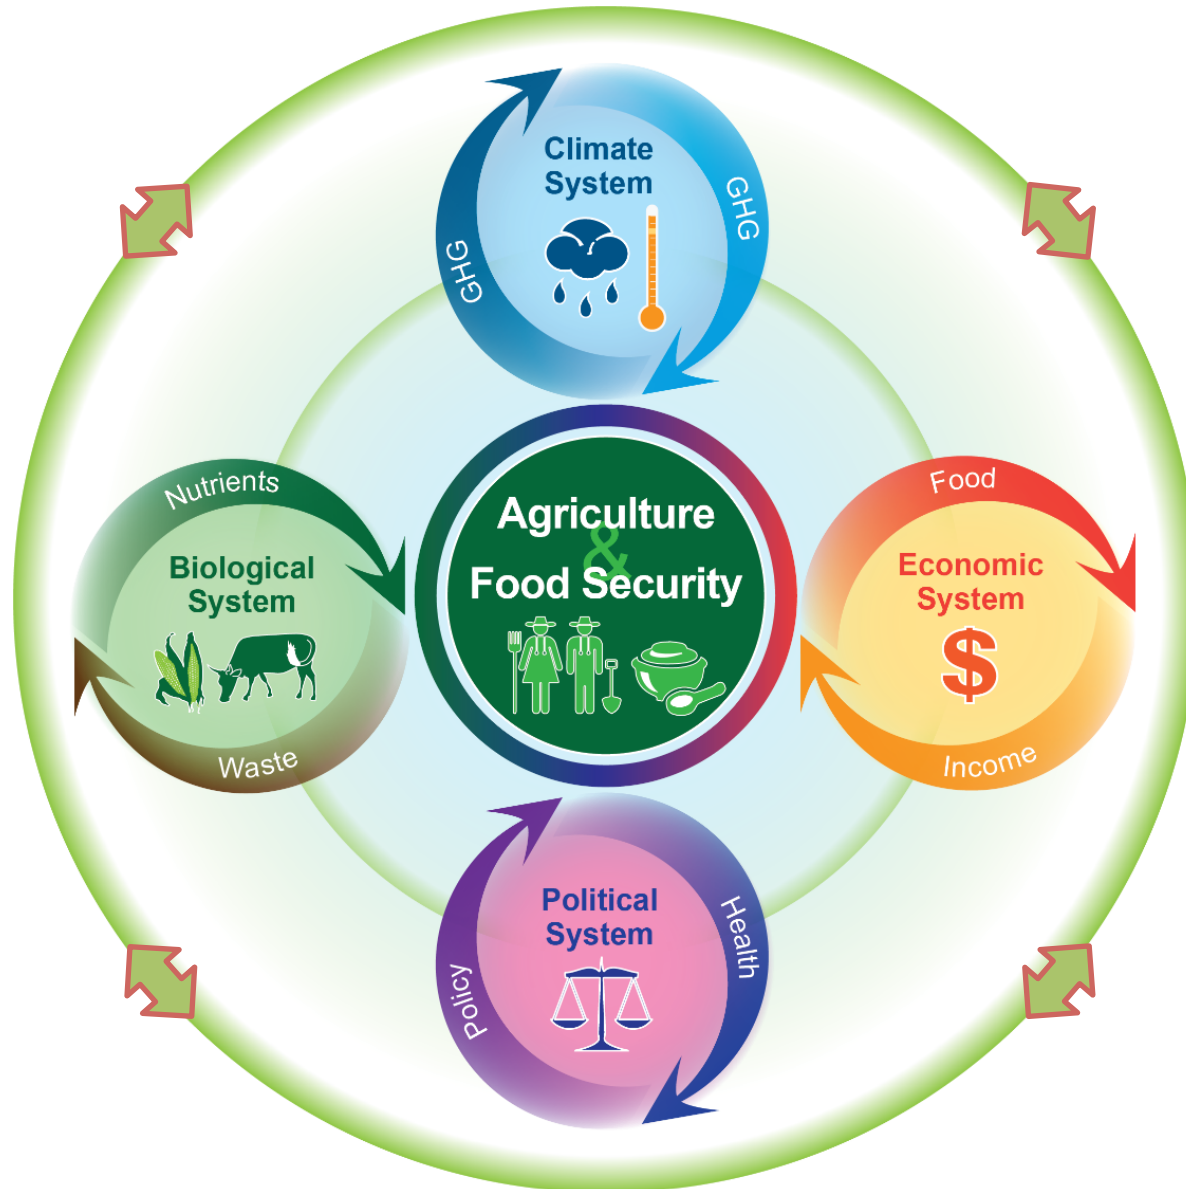 Climate
System
GHG
GHG
Nutrients
Biological
System
Waste
Agriculture
&
Food Security
Food
Economic
System
$
Income
Political
System
Policy
Health